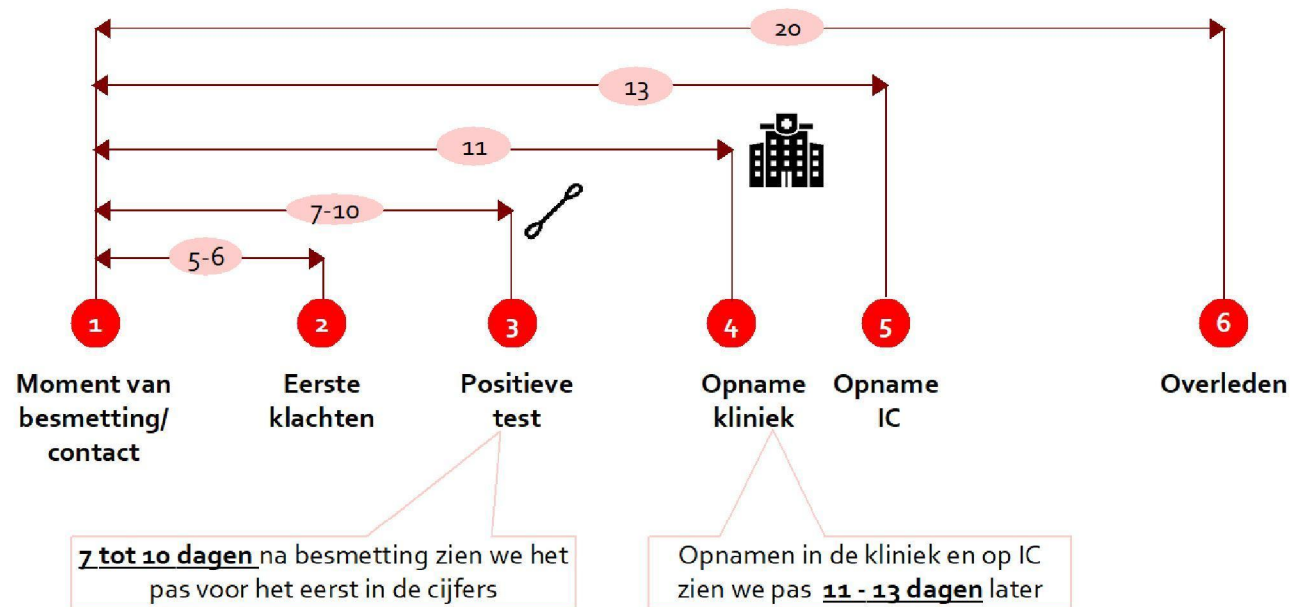 20
13
11
7-10
5-6
1
2
3
4
5
6
Moment van
besmetting/
contact
Eerste
klachten
Positieve
test
Opname
kliniek
Opname
IC
Overleden
7 tot 10 dagen na besmetting zien we het
pas voor het eerst in de cijfers
Opnamen in de kliniek en op IC
zien we pas 11 - 13 dagen later